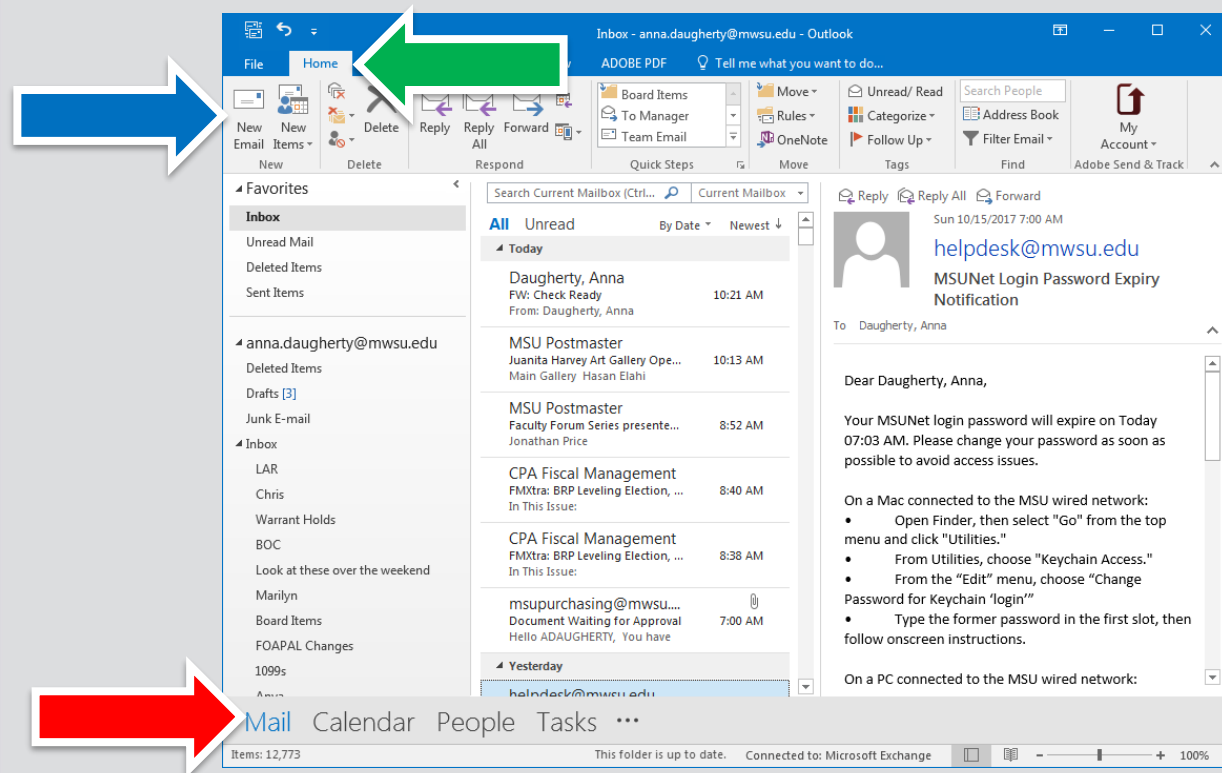 Inbox - anna.daugherty@mwsu.edu - Outlook
File Home ADOBE PDF Tell me what you want to do...
New Email
New Items
Delete
Reply
Reply All
Forward
Board Items
To Manager
Team Email
Move
Rules
OneNote
Unread/ Read
Categorize
Follow Up
Search People
Address Book
Filter Email
My Account
New Delete Respond Quick Steps Move Tags Find Adobe Send & Track
Favorites
Inbox
Unread Mail
Deleted Items
Sent Items
anna.daugherty@mwsu.edu
Deleted Items
Drafts [3]
Junk E-mail
Inbox
LAR
Chris
Warrant Holds
BOC
Look at these over the weekend
Marilyn
Board Items
FOAPAL Changes
1099s
Search Current Mailbox (Ctrl... Current Mailbox
All Unread By Date Newest ↓
Today
Daugherty, Anna
FW: Check Ready 10:21 AM
From: Daugherty, Anna
MSU Postmaster
Juanita Harvey Art Gallery Ope... 10:13 AM
Main Gallery Hasan Elahi
MSU Postmaster
Faculty Forum Series presente... 8:52 AM
Jonathan Price
CPA Fiscal Management
FMXtra: BRP Leveling Election, ... 8:40 AM
In This Issue:
CPA Fiscal Management
FMXtra: BRP Leveling Election, ... 8:38 AM
In This Issue:
msupurchasing@mwsu....
Document Waiting for Approval 7:00 AM
Hello ADAUGHERTY, You have
Yesterday
helpdesk@mwsu.edu
Reply Reply All Forward
Sun 10/15/2017 7:00 AM
helpdesk@mwsu.edu
MSUNet Login Password Expiry
Notification
To Daugherty, Anna
Dear Daugherty, Anna,
Your MSUNet login password will expire on Today
07:03 AM. Please change your password as soon as
possible to avoid access issues.
On a Mac connected to the MSU wired network:
• Open Finder, then select "Go" from the top
menu and click "Utilities."
• From Utilities, choose "Keychain Access."
• From the “Edit” menu, choose “Change
Password for Keychain ‘login’”
• Type the former password in the first slot, then
follow onscreen instructions.
On a PC connected to the MSU wired network:
Mail Calendar People Tasks ···
Items: 12,773 This folder is up to date. Connected to: Microsoft Exchange 100%